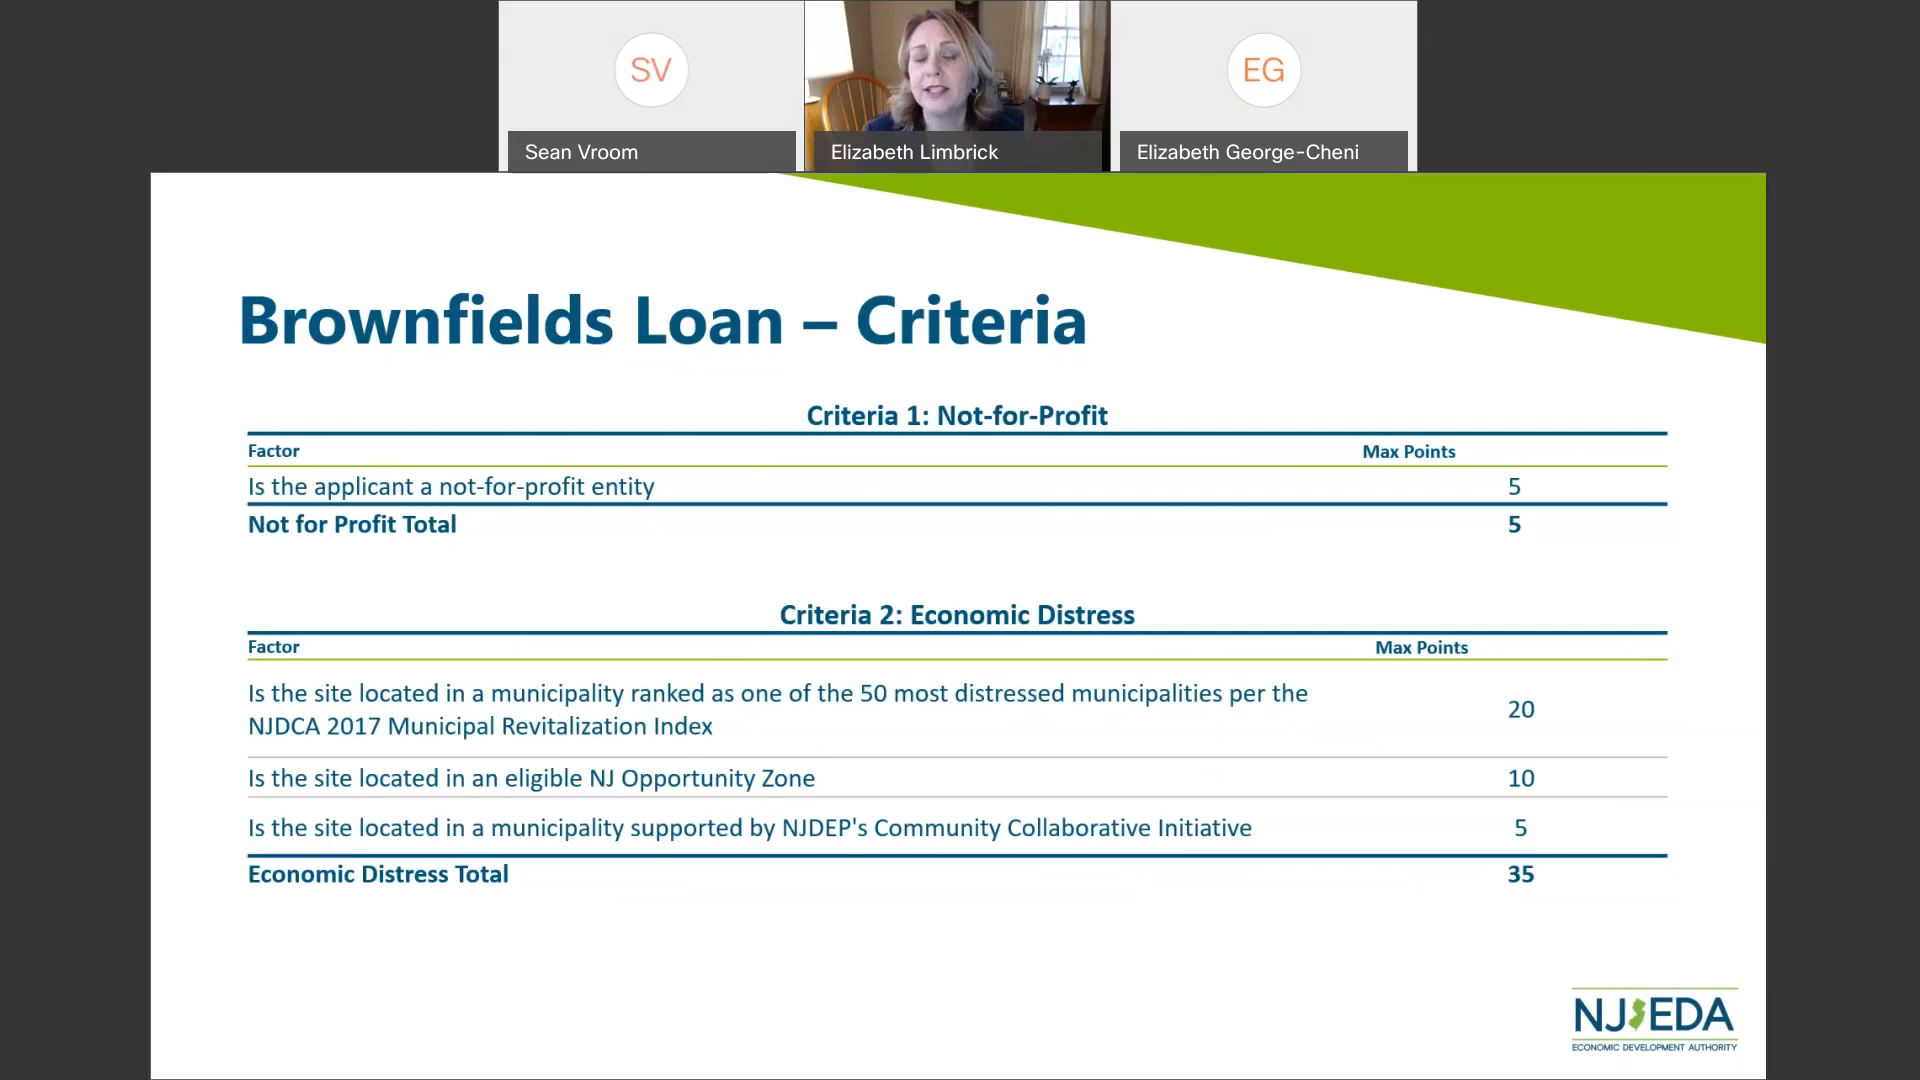 SV
EG
Sean Vroom
Elizabeth Limbrick
Elizabeth George-Cheni
Brownfields Loan – Criteria
Criteria 1: Not-for-Profit
Factor Max Points
Is the applicant a not-for-profit entity 5
Not for Profit Total 5
Criteria 2: Economic Distress
Factor Max Points
Is the site located in a municipality ranked as one of the 50 most distressed municipalities per the
NJDCA 2017 Municipal Revitalization Index 20
Is the site located in an eligible NJ Opportunity Zone 10
Is the site located in a municipality supported by NJDEP's Community Collaborative Initiative 5
Economic Distress Total 35
NJEDA
ECONOMIC DEVELOPMENT AUTHORITY